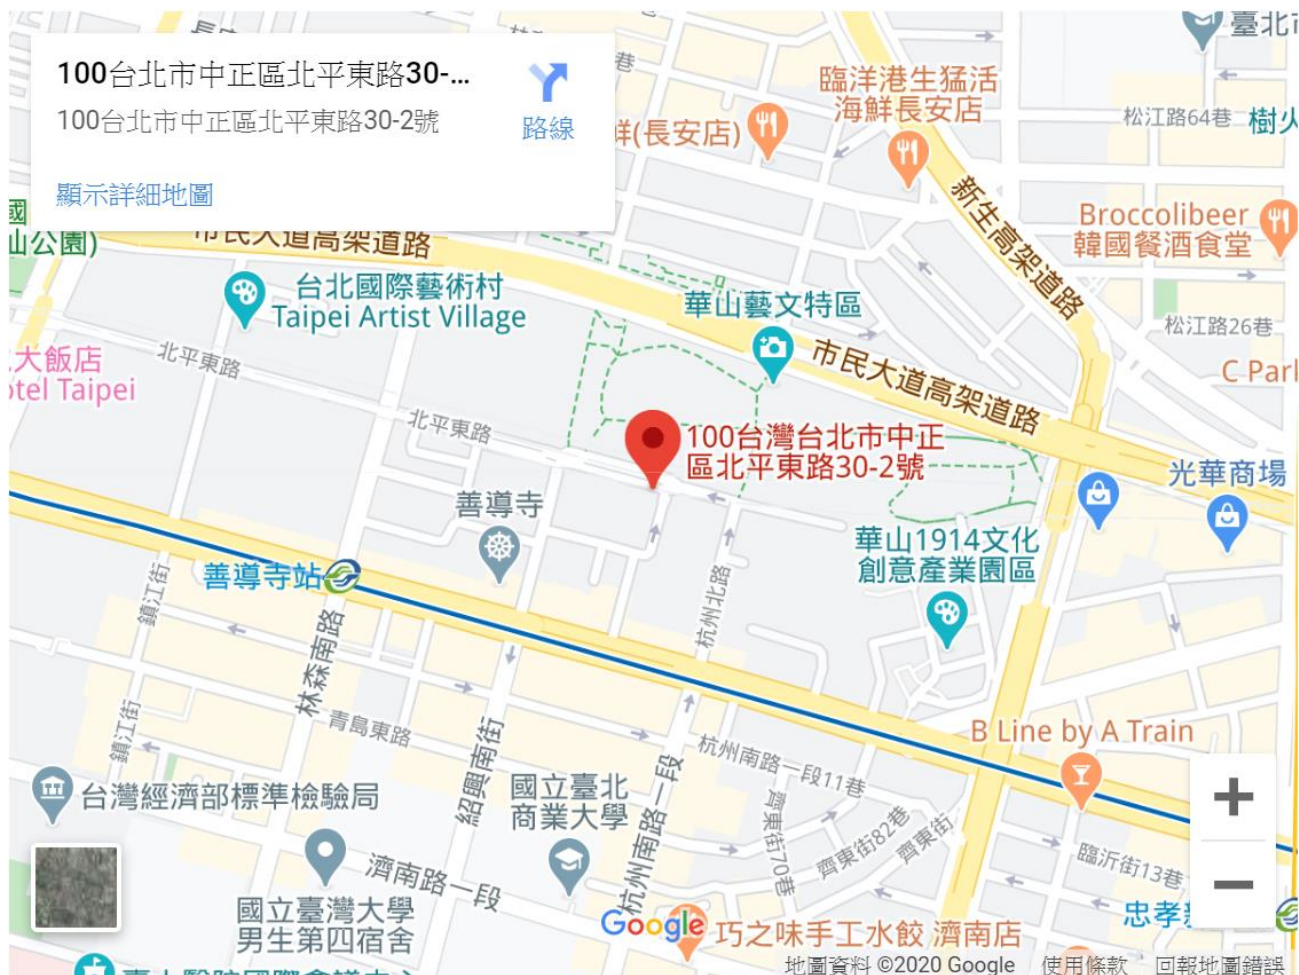 100台北市中正區北平東路30-...
100台北市中正區北平東路30-2號
路線
顯示詳細地圖
臨洋港生猛活
海鮮長安店
(長安店)
松江路64巷
新生高架道路
Broccolibeer
韓國餐酒食堂
市民大道高架道路
台北國際藝術村
Taipei Artist Village
華山藝文特區
松江路26巷
大飯店
Taipei
北平東路
市民大道高架道路
北平東路
100台灣台北市中正
區北平東路30-2號
光華商場
善導寺
華山1914文化
創意產業園區
善導寺站
鎮江街
杭州北路
林森南路
青島東路
鎮江街
紹興南街
B Line by A Train
杭州南路一段11巷
台灣經濟部標準檢驗局
國立臺北
商業大學
杭州南路一段
齊東街70巷
齊東街82巷
齊東街
臨沂街13巷
濟南路一段
國立臺灣大學
男生第四宿舍
Google
巧之味手工水餃 濟南店
忠孝
地圖資料 ©2020 Google
使用條款
回報地圖錯誤